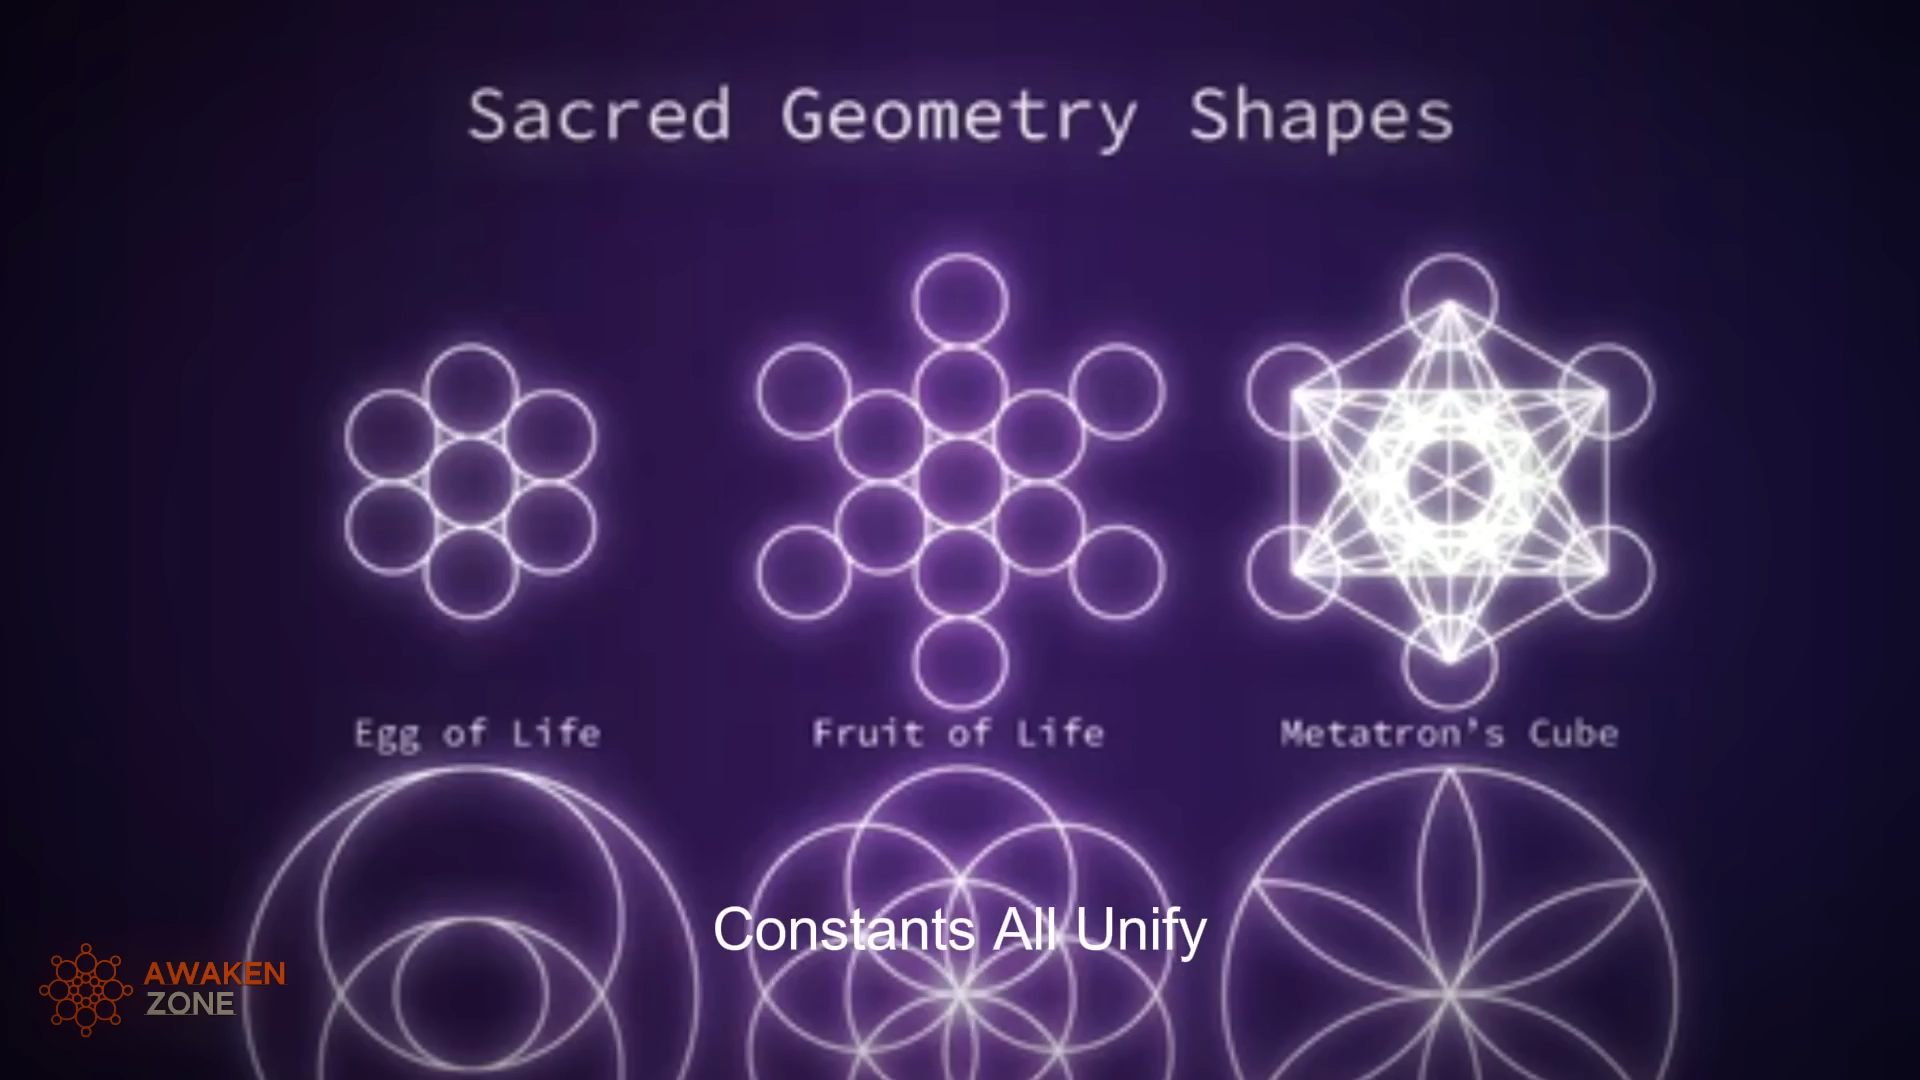 Sacred Geometry Shapes
Egg of Life
Fruit of Life
Metatron's Cube
Constants All Unify
AWAKEN
ZONE